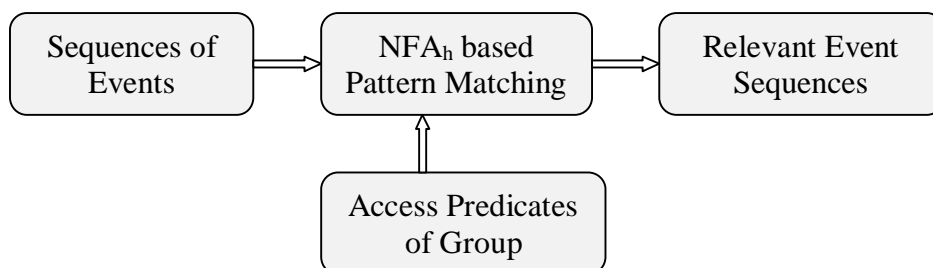 Sequences of
Events
NFAh based
Pattern Matching
Relevant Event
Sequences
Access Predicates
of Group